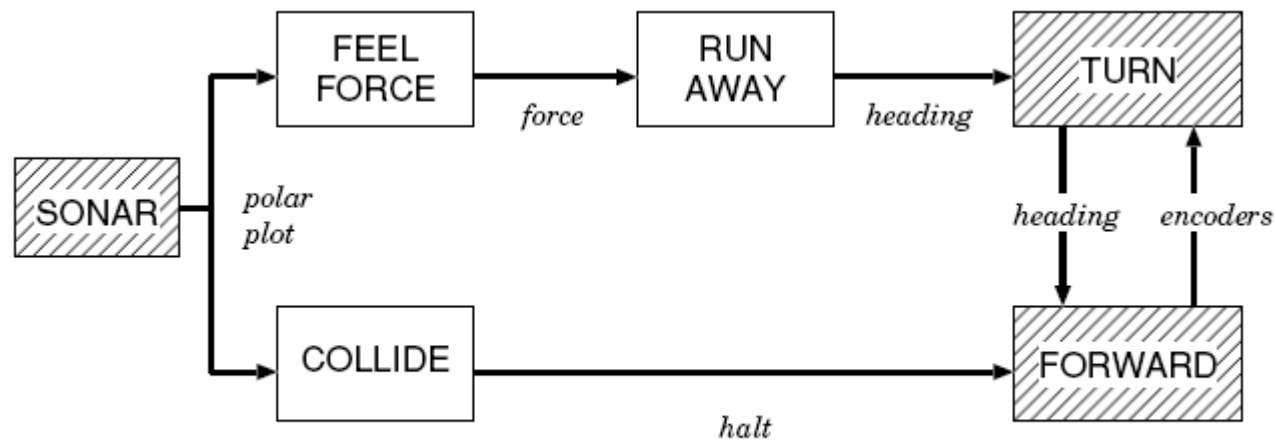 FEEL
FORCE
RUN
AWAY
TURN
force
heading
SONAR
polar
plot
heading
encoders
COLLIDE
FORWARD
halt